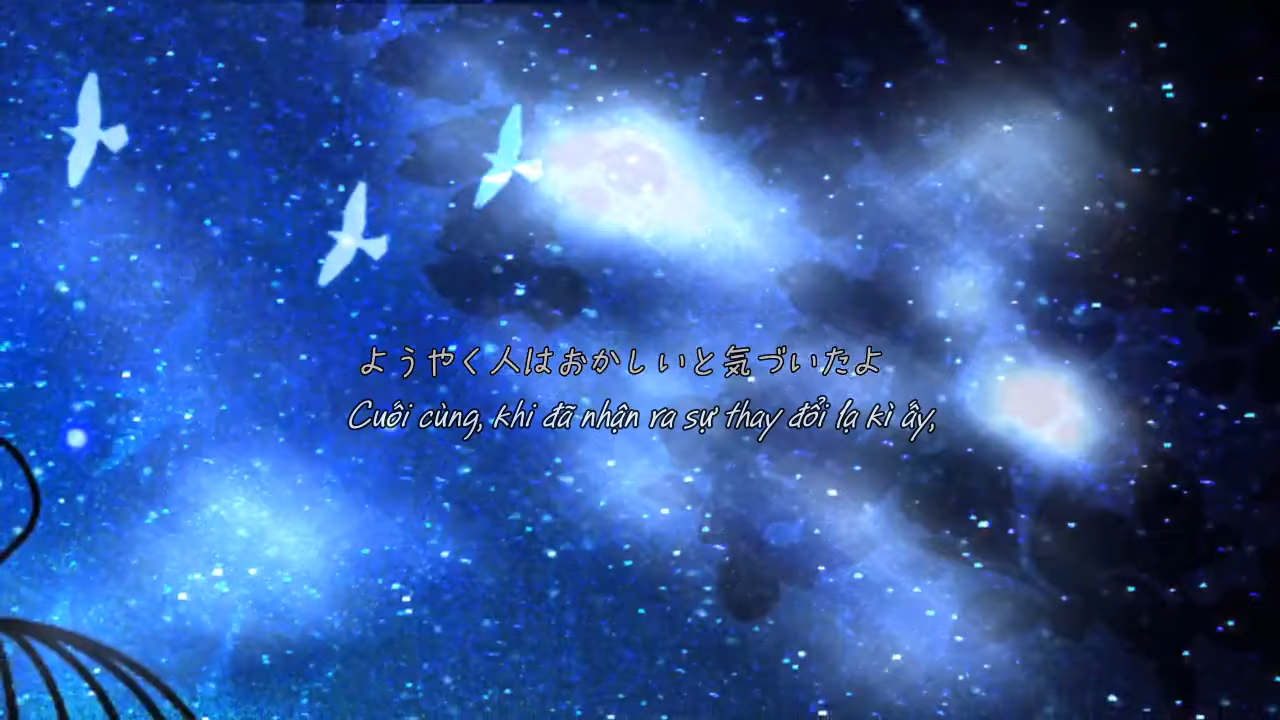 ようやく人はおかしいと気づいたよ
Cuối cùng, khi đã nhận ra sự thay đổi lạ kì ấy,